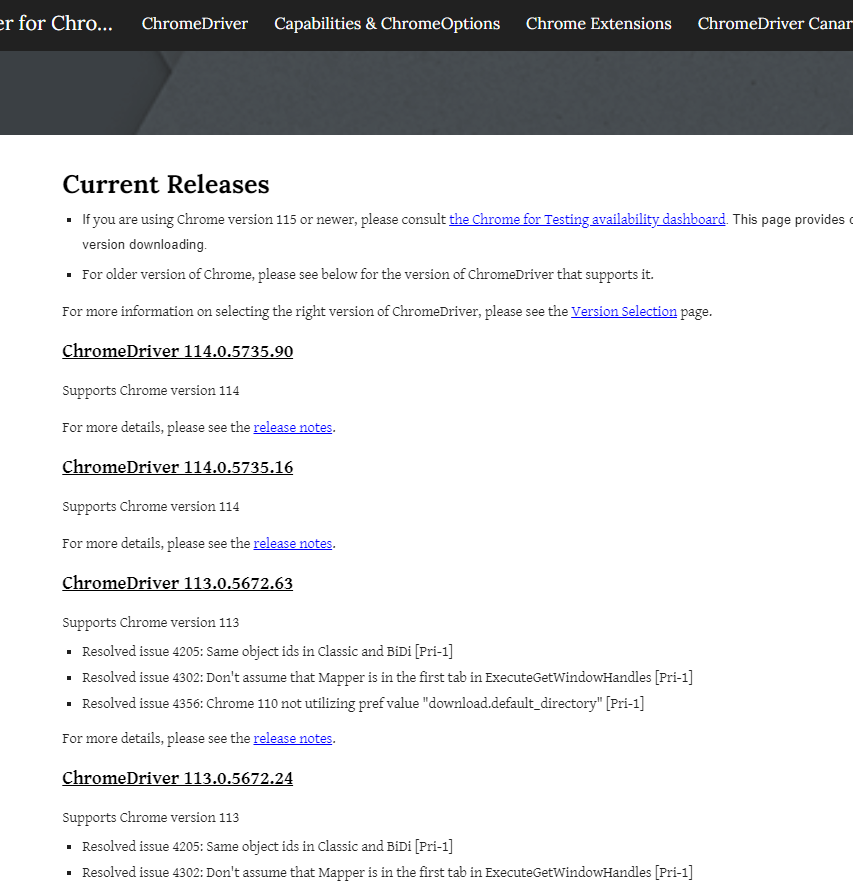 er for Chro... ChromeDriver Capabilities & ChromeOptions Chrome Extensions ChromeDriver Canar
Current Releases
If you are using Chrome version 115 or newer, please consult the Chrome for Testing availability dashboard. This page provides
version downloading.
For older version of Chrome, please see below for the version of ChromeDriver that supports it.
For more information on selecting the right version of ChromeDriver, please see the Version Selection page.
ChromeDriver 114.0.5735.90
Supports Chrome version 114
For more details, please see the release notes.
ChromeDriver 114.0.5735.16
Supports Chrome version 114
For more details, please see the release notes.
ChromeDriver 113.0.5672.63
Supports Chrome version 113
Resolved issue 4205: Same object ids in Classic and BiDi [Pri-1]
Resolved issue 4302: Don't assume that Mapper is in the first tab in ExecuteGetWindowHandles [Pri-1]
Resolved issue 4356: Chrome 110 not utilizing pref value "download.default_directory" [Pri-1]
For more details, please see the release notes.
ChromeDriver 113.0.5672.24
Supports Chrome version 113
Resolved issue 4205: Same object ids in Classic and BiDi [Pri-1]
Resolved issue 4302: Don't assume that Mapper is in the first tab in ExecuteGetWindowHandles [Pri-1]